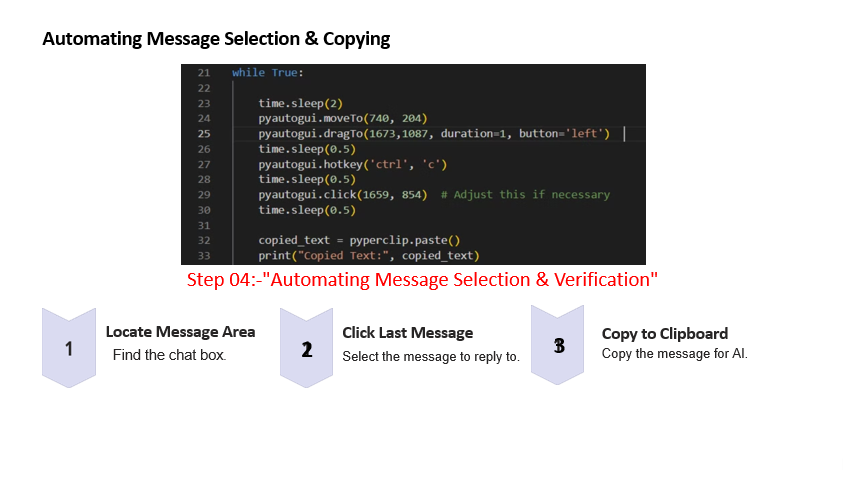 Automating Message Selection & Copying
21 while True:
22
23 time.sleep(2)
24 pyautogui.moveTo(740, 204)
25 pyautogui.dragTo(1673,1087, duration=1, button='left')
26 time.sleep(0.5)
27 pyautogui.hotkey('ctrl', 'c')
28 time.sleep(0.5)
29 pyautogui.click(1659, 854) # Adjust this if necessary
30 time.sleep(0.5)
31
32 copied_text = pyperclip.paste()
33 print("Copied Text:", copied_text)
Step 04:-"Automating Message Selection & Verification"
1
Locate Message Area
Find the chat box.
2
Click Last Message
Select the message to reply to.
3
Copy to Clipboard
Copy the message for AI.